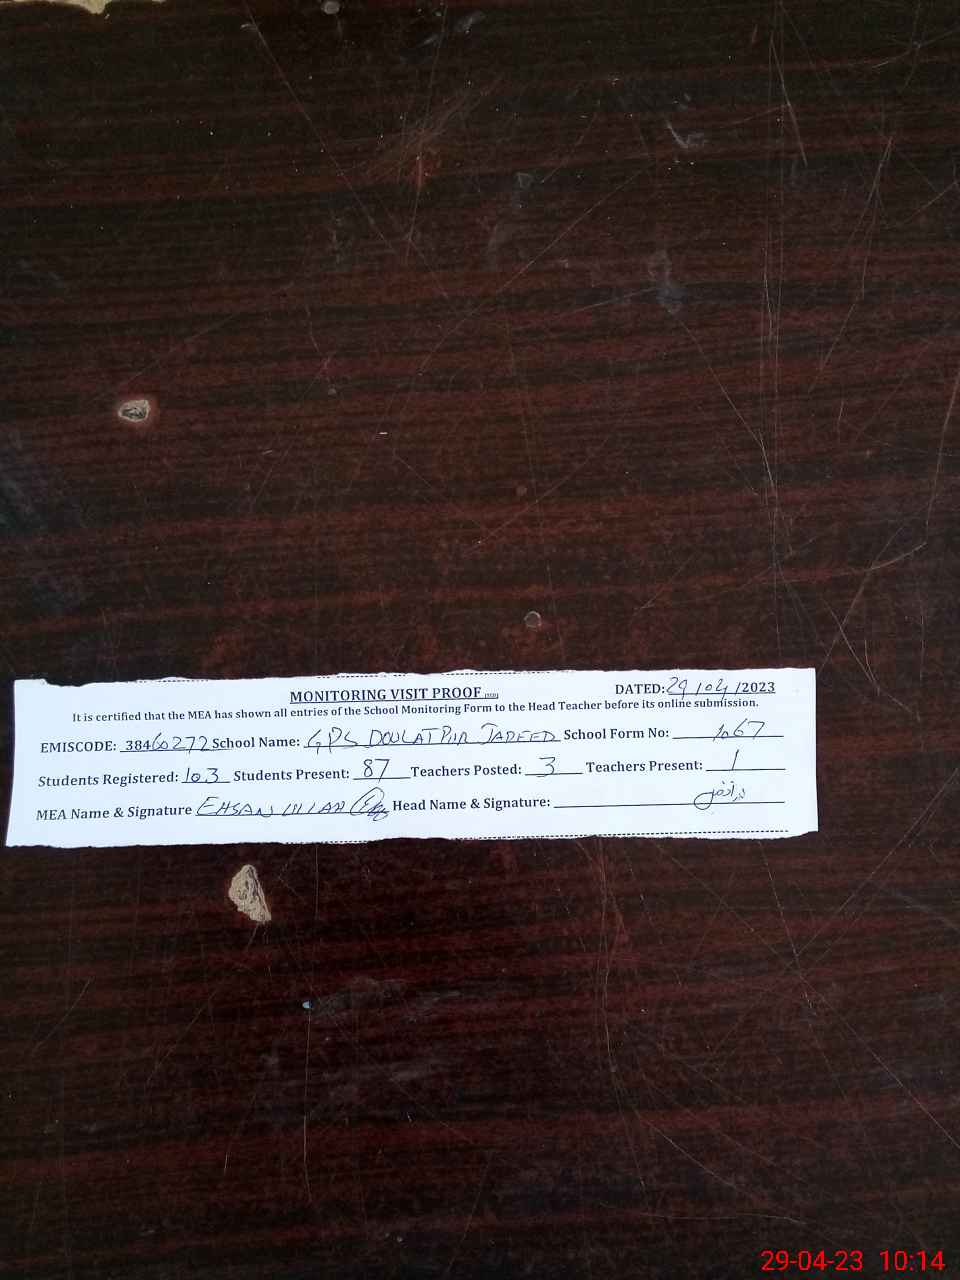 MONITORING VISIT PROOF
DATED: 29/04/2023
It is certified that the MEA has shown all entries of the School Monitoring Form to the Head Teacher before its online submission.
EMISCODE: 38460272 School Name: GPS DOULATPUR JADEED School Form No: 1067
Students Registered: 103 Students Present: 87 Teachers Posted: 3 Teachers Present: 1
MEA Name & Signature EHSAN ULLAH Head Name & Signature:
29-04-23 10:14